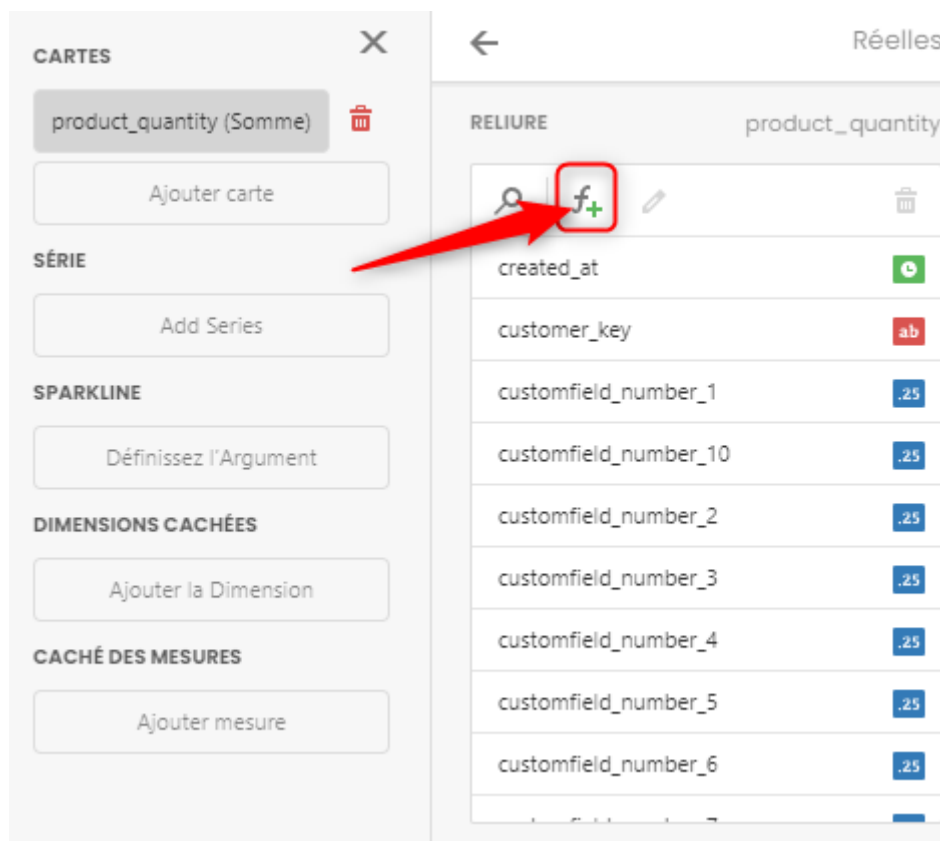 CARTES
product_quantity (Somme)
Ajouter carte
SÉRIE
Add Series
SPARKLINE
Définissez l'Argument
DIMENSIONS CACHÉES
Ajouter la Dimension
CACHÉ DES MESURES
Ajouter mesure
Réelles
RELIURE
product_quantity
f+
created_at
customer_key
ab
customfield_number_1
.25
customfield_number_10
.25
customfield_number_2
.25
customfield_number_3
.25
customfield_number_4
.25
customfield_number_5
.25
customfield_number_6
.25